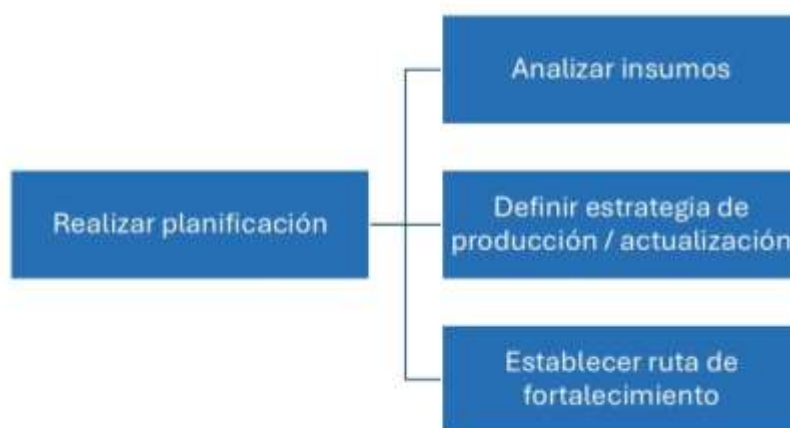 Analizar insumos
Realizar planificación
Definir estrategia de
producción / actualización
Establecer ruta de
fortalecimiento